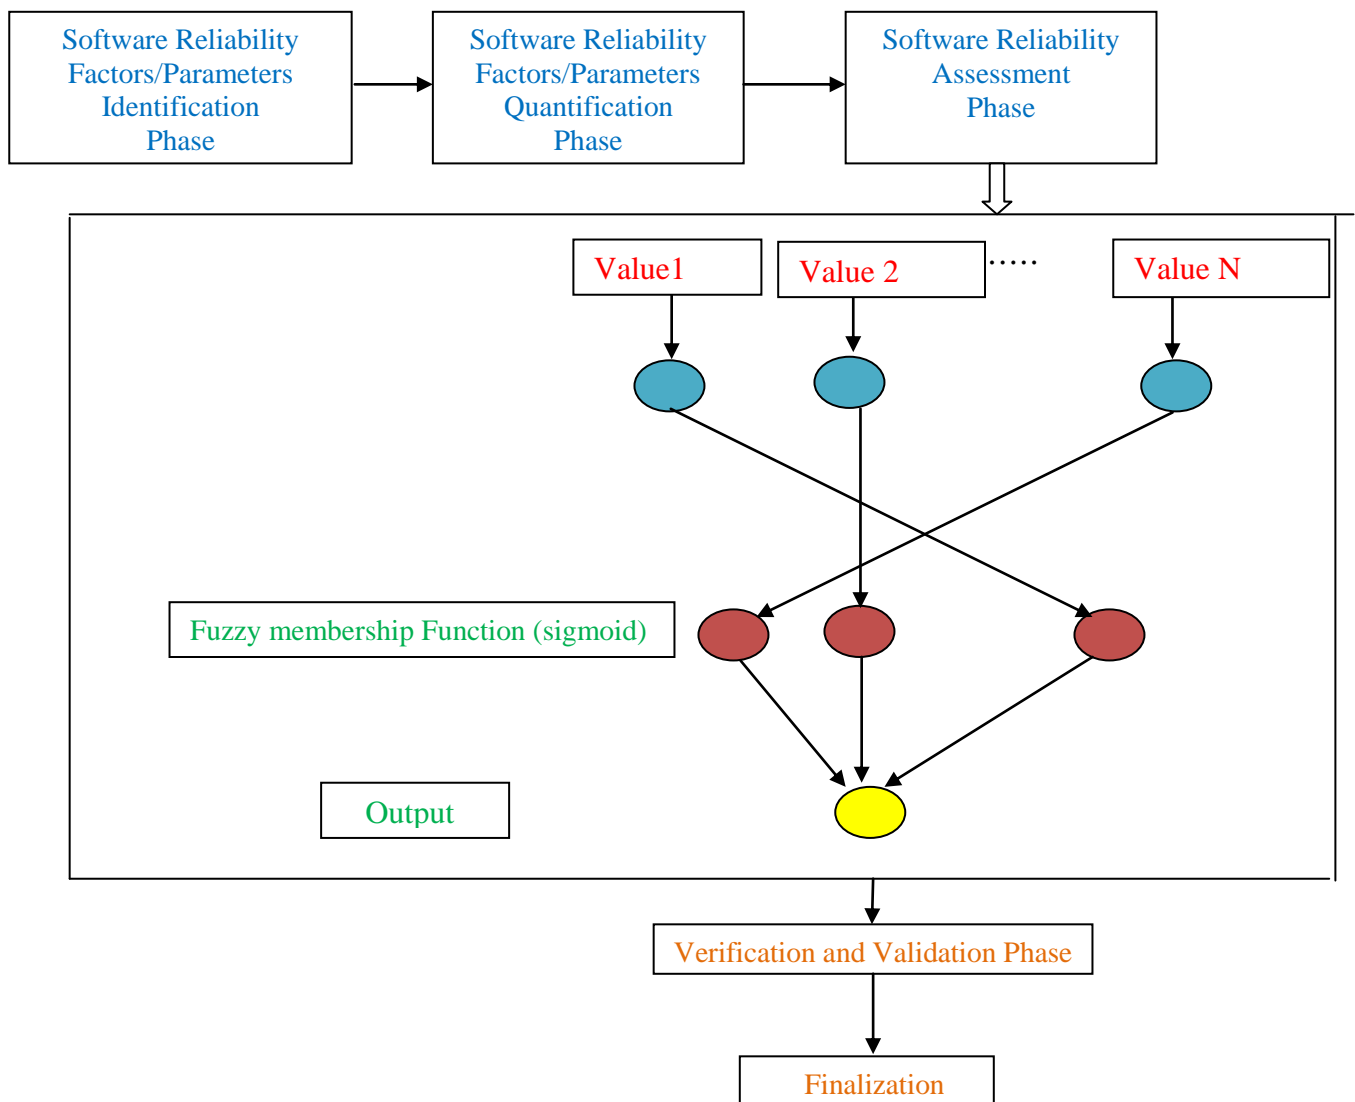 Software Reliability
Factors/Parameters
Identification
Phase
Software Reliability
Factors/Parameters
Quantification
Phase
Software Reliability
Assessment
Phase
Value1
Value 2
.....
Value N
Fuzzy membership Function (sigmoid)
Output
Verification and Validation Phase
Finalization